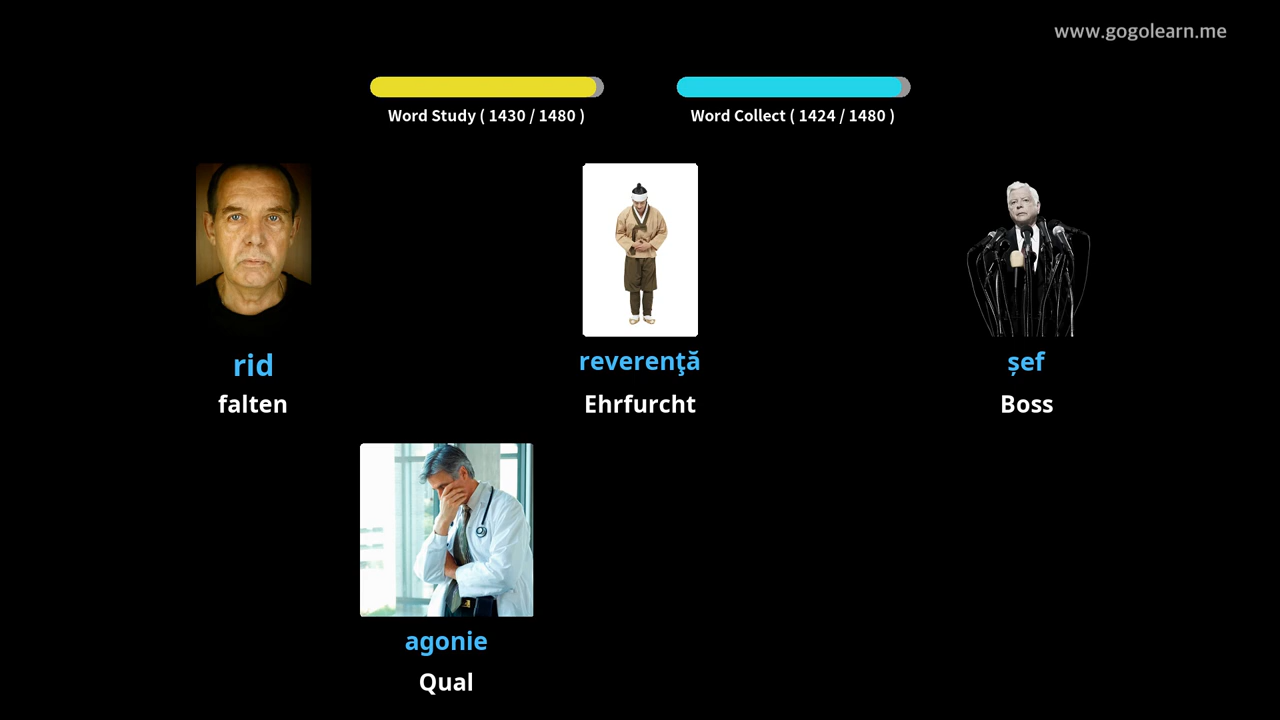 www.gogolearn.me
Word Study ( 1430 / 1480 )
Word Collect ( 1424 / 1480 )
rid
falten
reverenţă
Ehrfurcht
șef
Boss
agonie
Qual